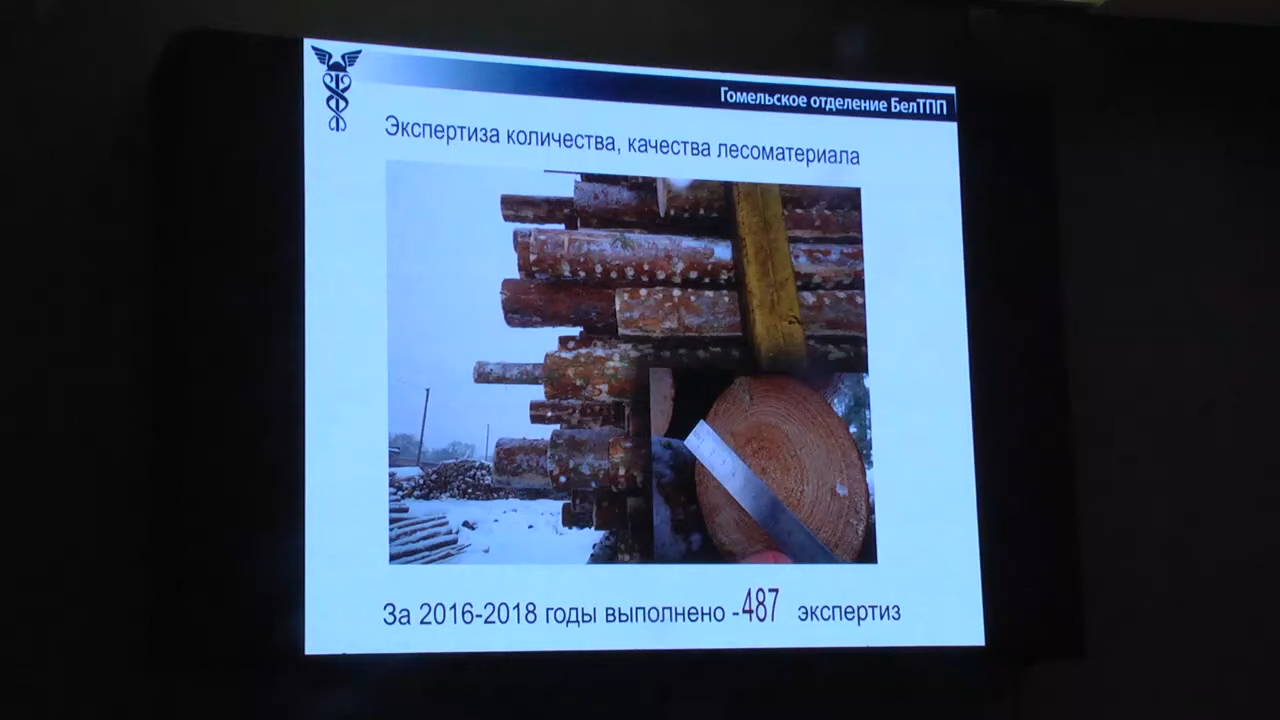 Гомельское отделение БелТПП
Экспертиза количества, качества лесоматериала
За 2016-2018 годы выполнено -487 экспертиз